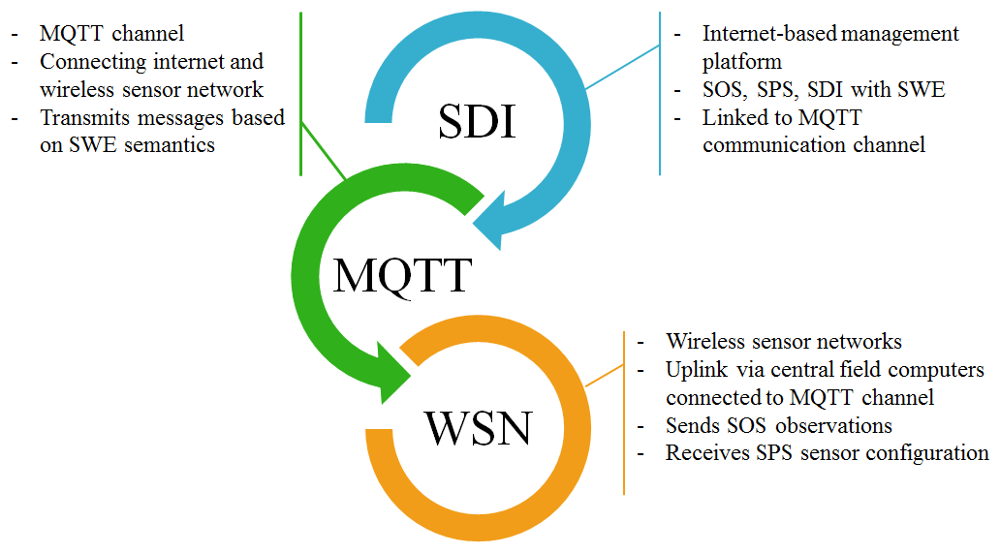 - MQTT channel
- Connecting internet and
wireless sensor network
- Transmits messages based
on SWE semantics
SDI
- Internet-based management
platform
- SOS, SPS, SDI with SWE
- Linked to MQTT
communication channel
MQTT
WSN
- Wireless sensor networks
- Uplink via central field computers
connected to MQTT channel
- Sends SOS observations
- Receives SPS sensor configuration